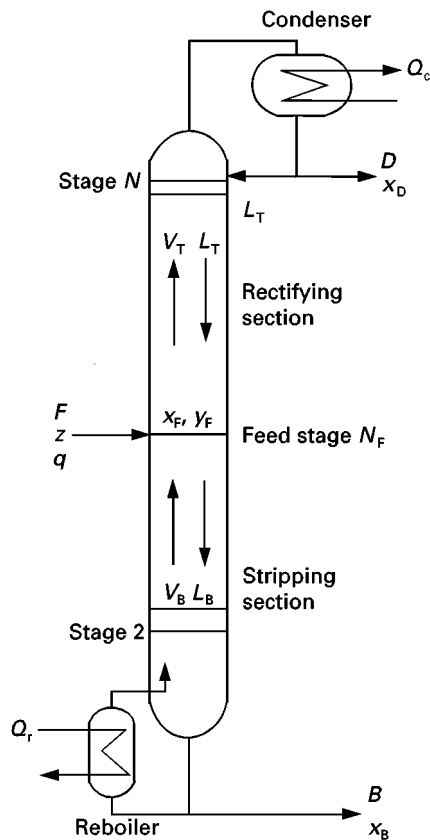 Condenser
Q_c
D
x_D
Stage N
L_T
V_T L_T
Rectifying
section
F
z
q
x_F, y_F
Feed stage N_F
V_B L_B
Stripping
section
Stage 2
Q_r
Reboiler
B
x_B